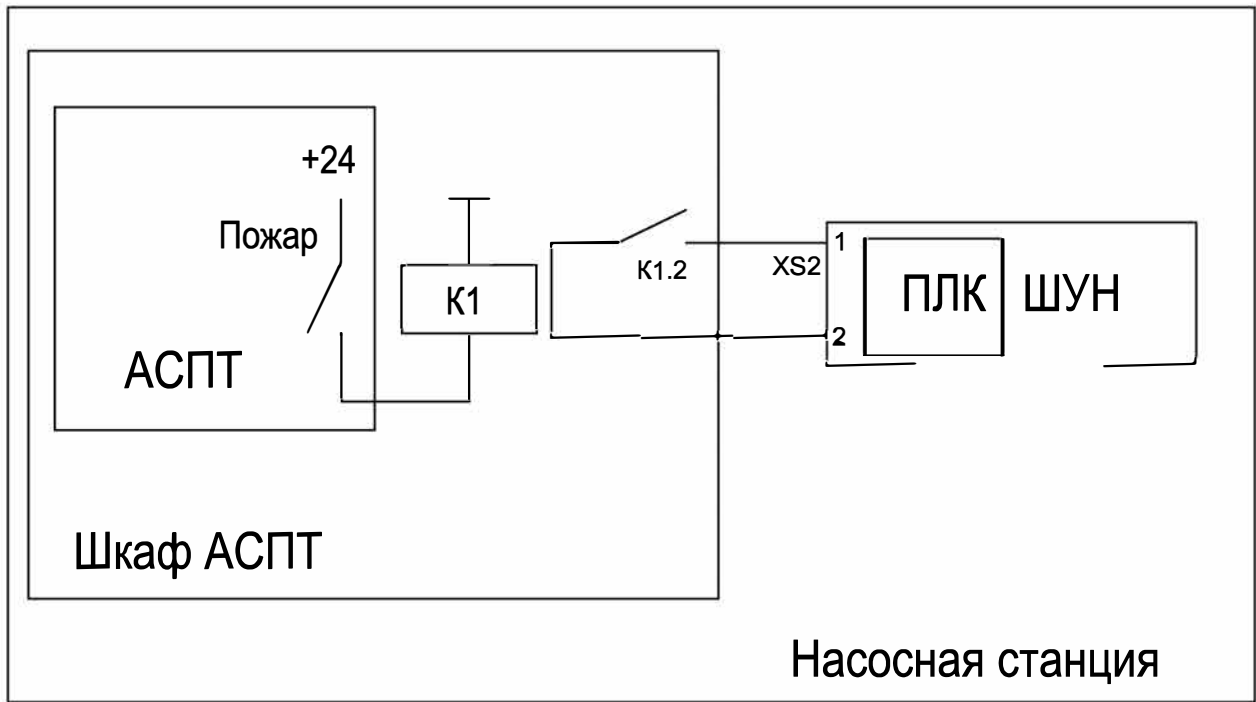 +24
Пожар
К1
К1.2
XS2
1
2
ПЛК
ШУН
АСПТ
Шкаф АСПТ
Насосная станция